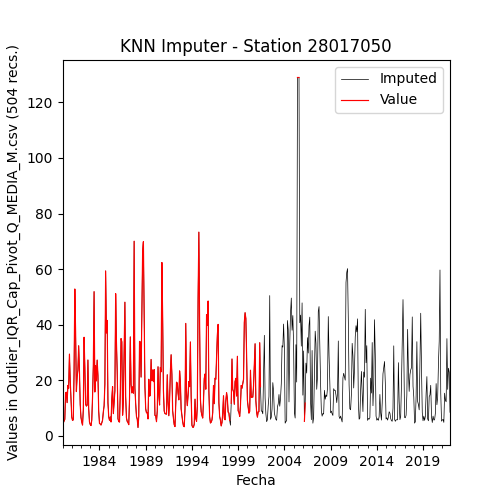 KNN Imputer - Station 28017050
Imputed
Value
Values in Outlier_IQR_Cap_Pivot_Q_MEDIA_M.csv (504 recs.)
120
100
80
60
40
20
0
1984 1989 1994 1999 2004 2009 2014 2019
Fecha